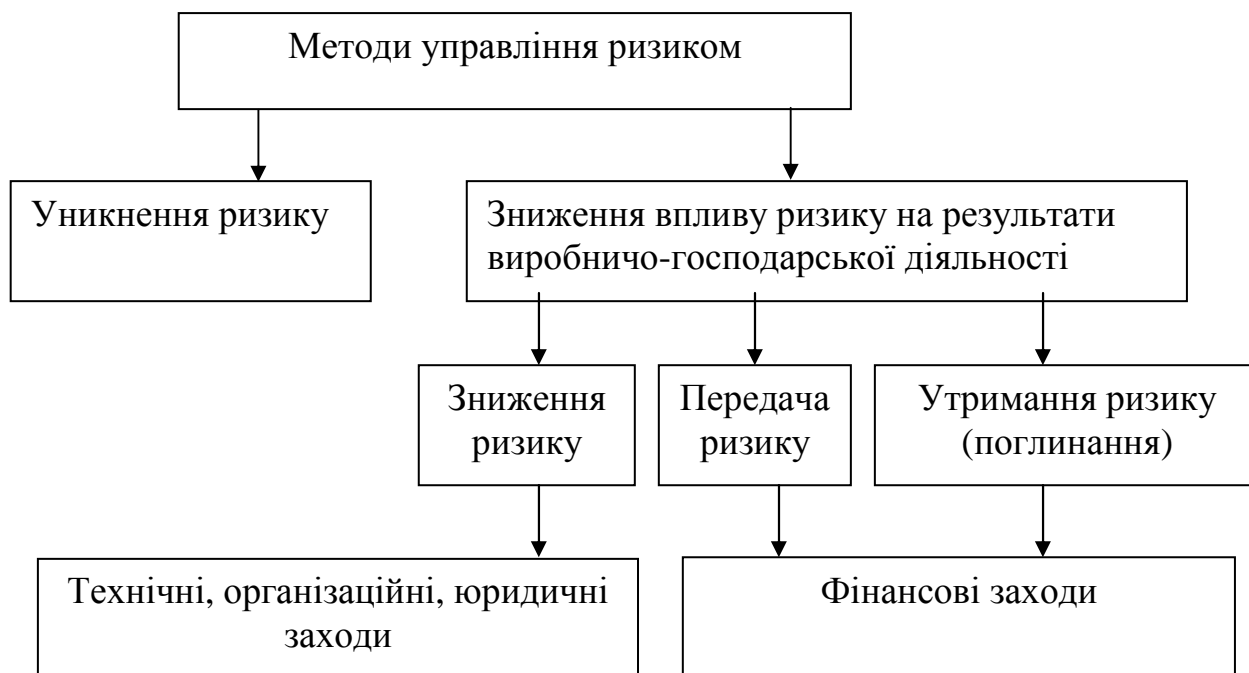 Методи управління ризиком
Уникнення ризику
Зниження впливу ризику на результати
виробничо-господарської діяльності
Зниження
ризику
Передача
ризику
Утримання ризику
(поглинання)
Технічні, організаційні, юридичні
заходи
Фінансові заходи